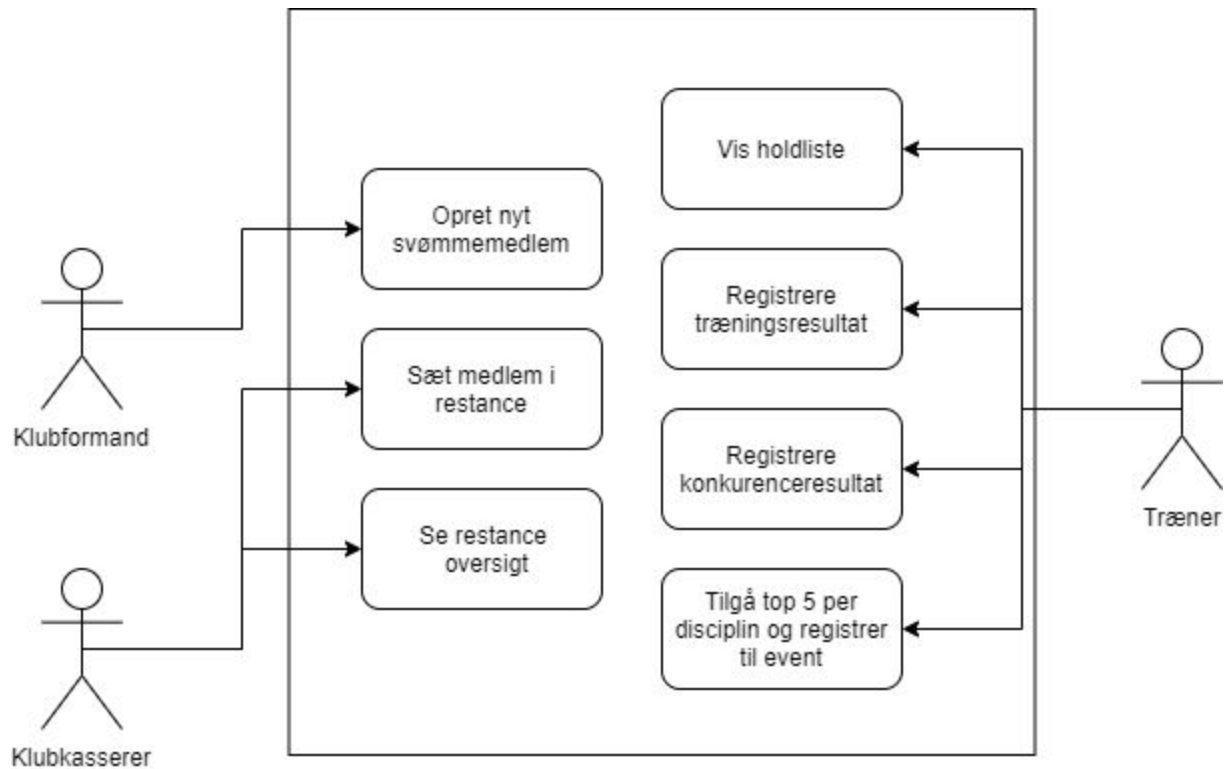 Vis holdliste
Opret nyt
svømmemedlem
Registrere
træningsresultat
Sæt medlem i
restance
Klubformand
Registrere
konkurenceresultat
Træner
Se restance
oversigt
Tilgå top 5 per
disciplin og registrer
til event
Klubkasserer